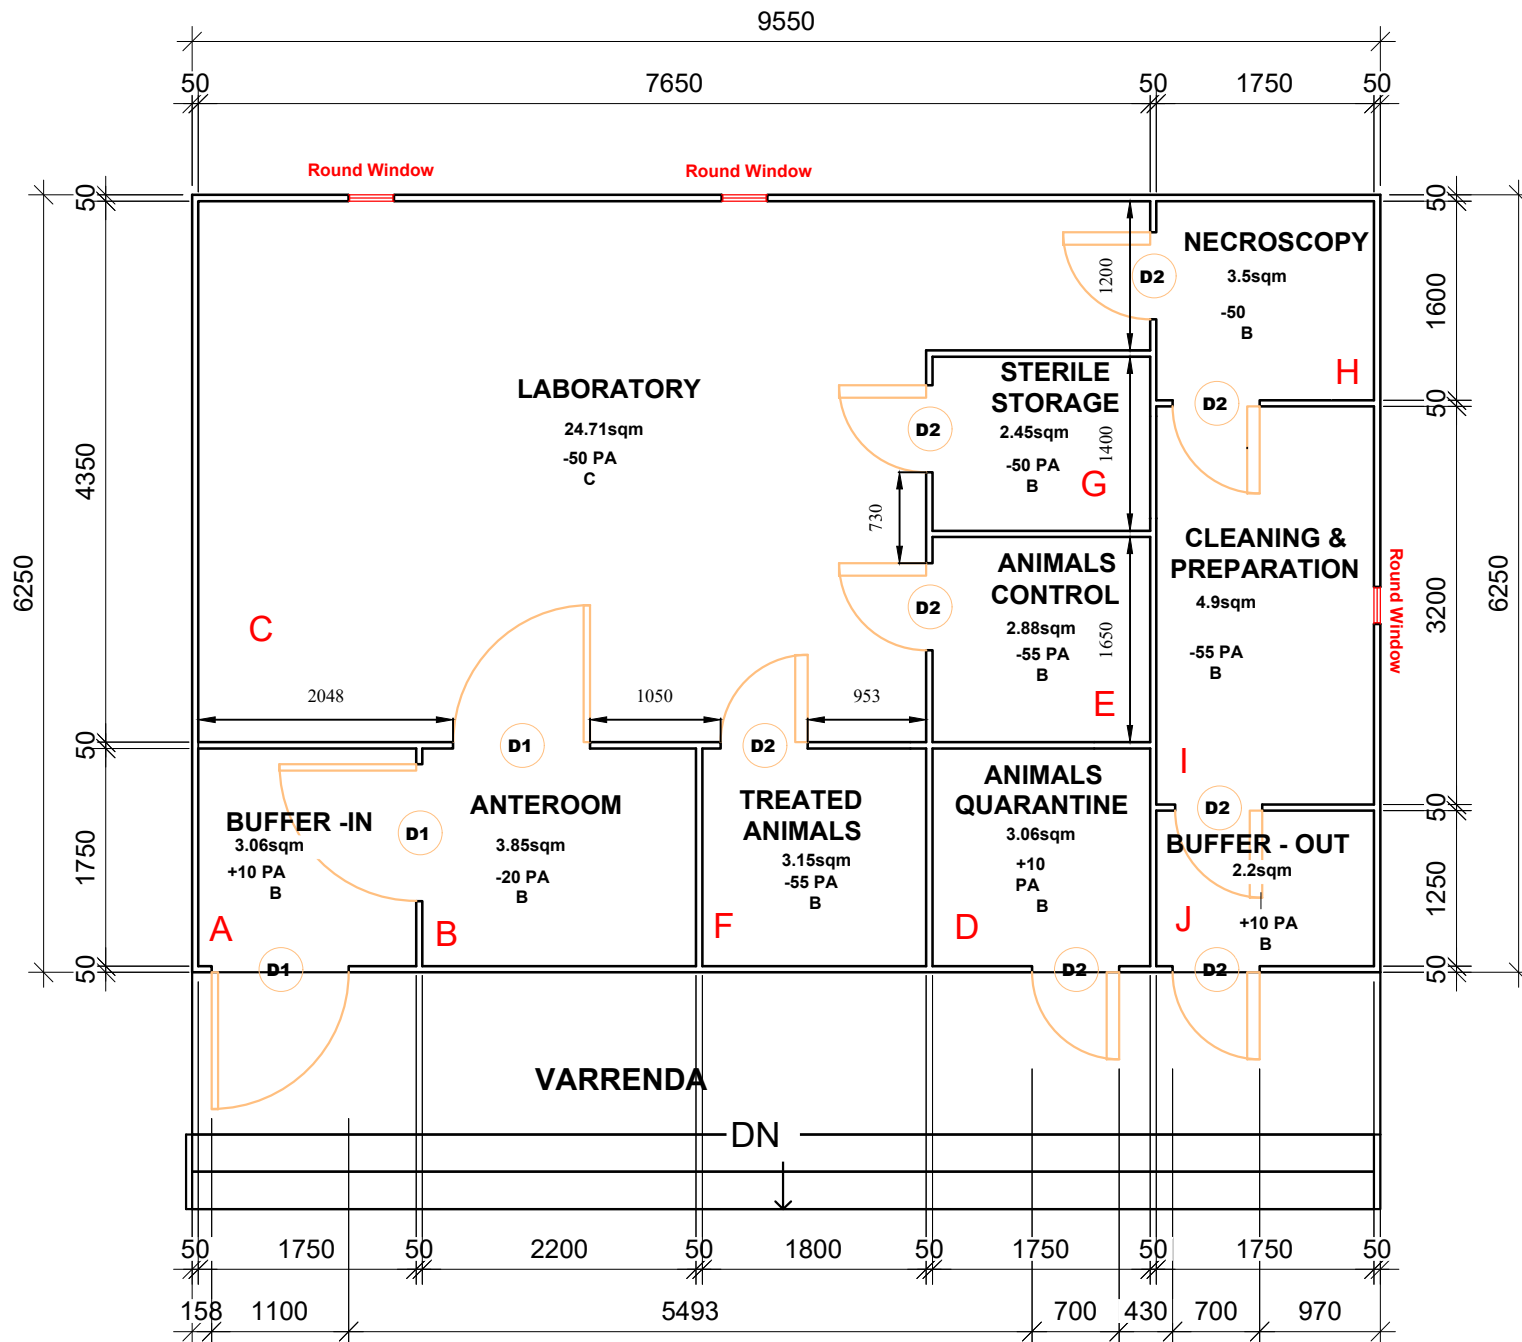 9550
50 7650 50 1750 50
Round Window Round Window
50 50
NECROSCOPY
3.5sqm
-50
B
H
D2
1200
1600
STERILE
STORAGE
2.45sqm
-50 PA
B
G
D2
1400
LABORATORY
24.71sqm
-50 PA
C
C
D2
50
4350
730
6250
6250
CLEANING &
PREPARATION
4.9sqm
-55 PA
B
I
Round Window
3200
ANIMALS
CONTROL
2.88sqm
-55 PA
B
E
D2
1650
2048 1050 953
50
D1 D2
BUFFER -IN
3.06sqm
+10 PA
B
A
D1
ANTEROOM
3.85sqm
-20 PA
B
B
TREATED
ANIMALS
3.15sqm
-55 PA
B
F
ANIMALS
QUARANTINE
3.06sqm
+10
PA
B
D
D2
50
BUFFER - OUT
2.2sqm
+10 PA
B
J
1750
1250
50 D1 D2 D2 50
VARRENDA
DN
50 1750 50 2200 50 1800 50 1750 50 1750 50
158 1100 5493 700 430 700 970